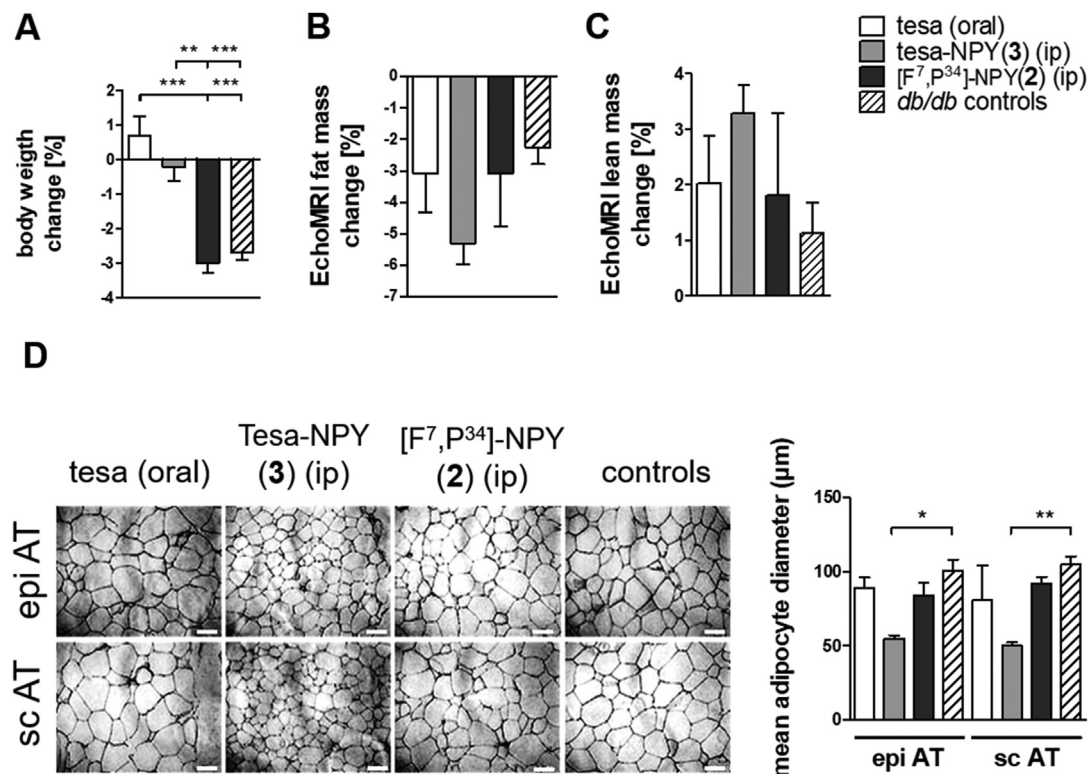 A
B
C
tesa (oral)
tesa-NPY(3) (ip)
[F7,P34]-NPY(2) (ip)
db/db controls
** ***
*** ***
body weigth
change [%]
2
1
0
-1
-2
-3
-4
EchoMRI fat mass
change [%]
0
-1
-2
-3
-4
-5
-6
-7
EchoMRI lean mass
change [%]
4
3
2
1
0
D
tesa (oral)
Tesa-NPY
(3) (ip)
[F7,P34]-NPY
(2) (ip)
controls
epi AT
sc AT
mean adipocyte diameter (µm)
150
100
50
0
*
**
epi AT
sc AT